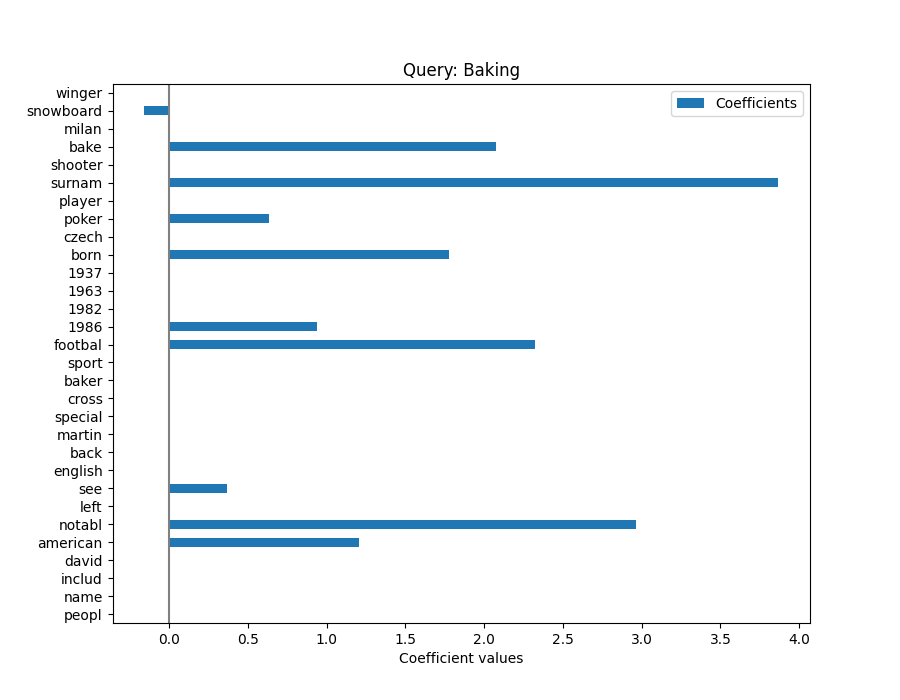 Query: Baking
Coefficients
winger
snowboard
milan
bake
shooter
surnam
player
poker
czech
born
1937
1963
1982
1986
footbal
sport
baker
cross
special
martin
back
english
see
left
notabl
american
david
includ
name
peopl
0.0 0.5 1.0 1.5 2.0 2.5 3.0 3.5 4.0
Coefficient values